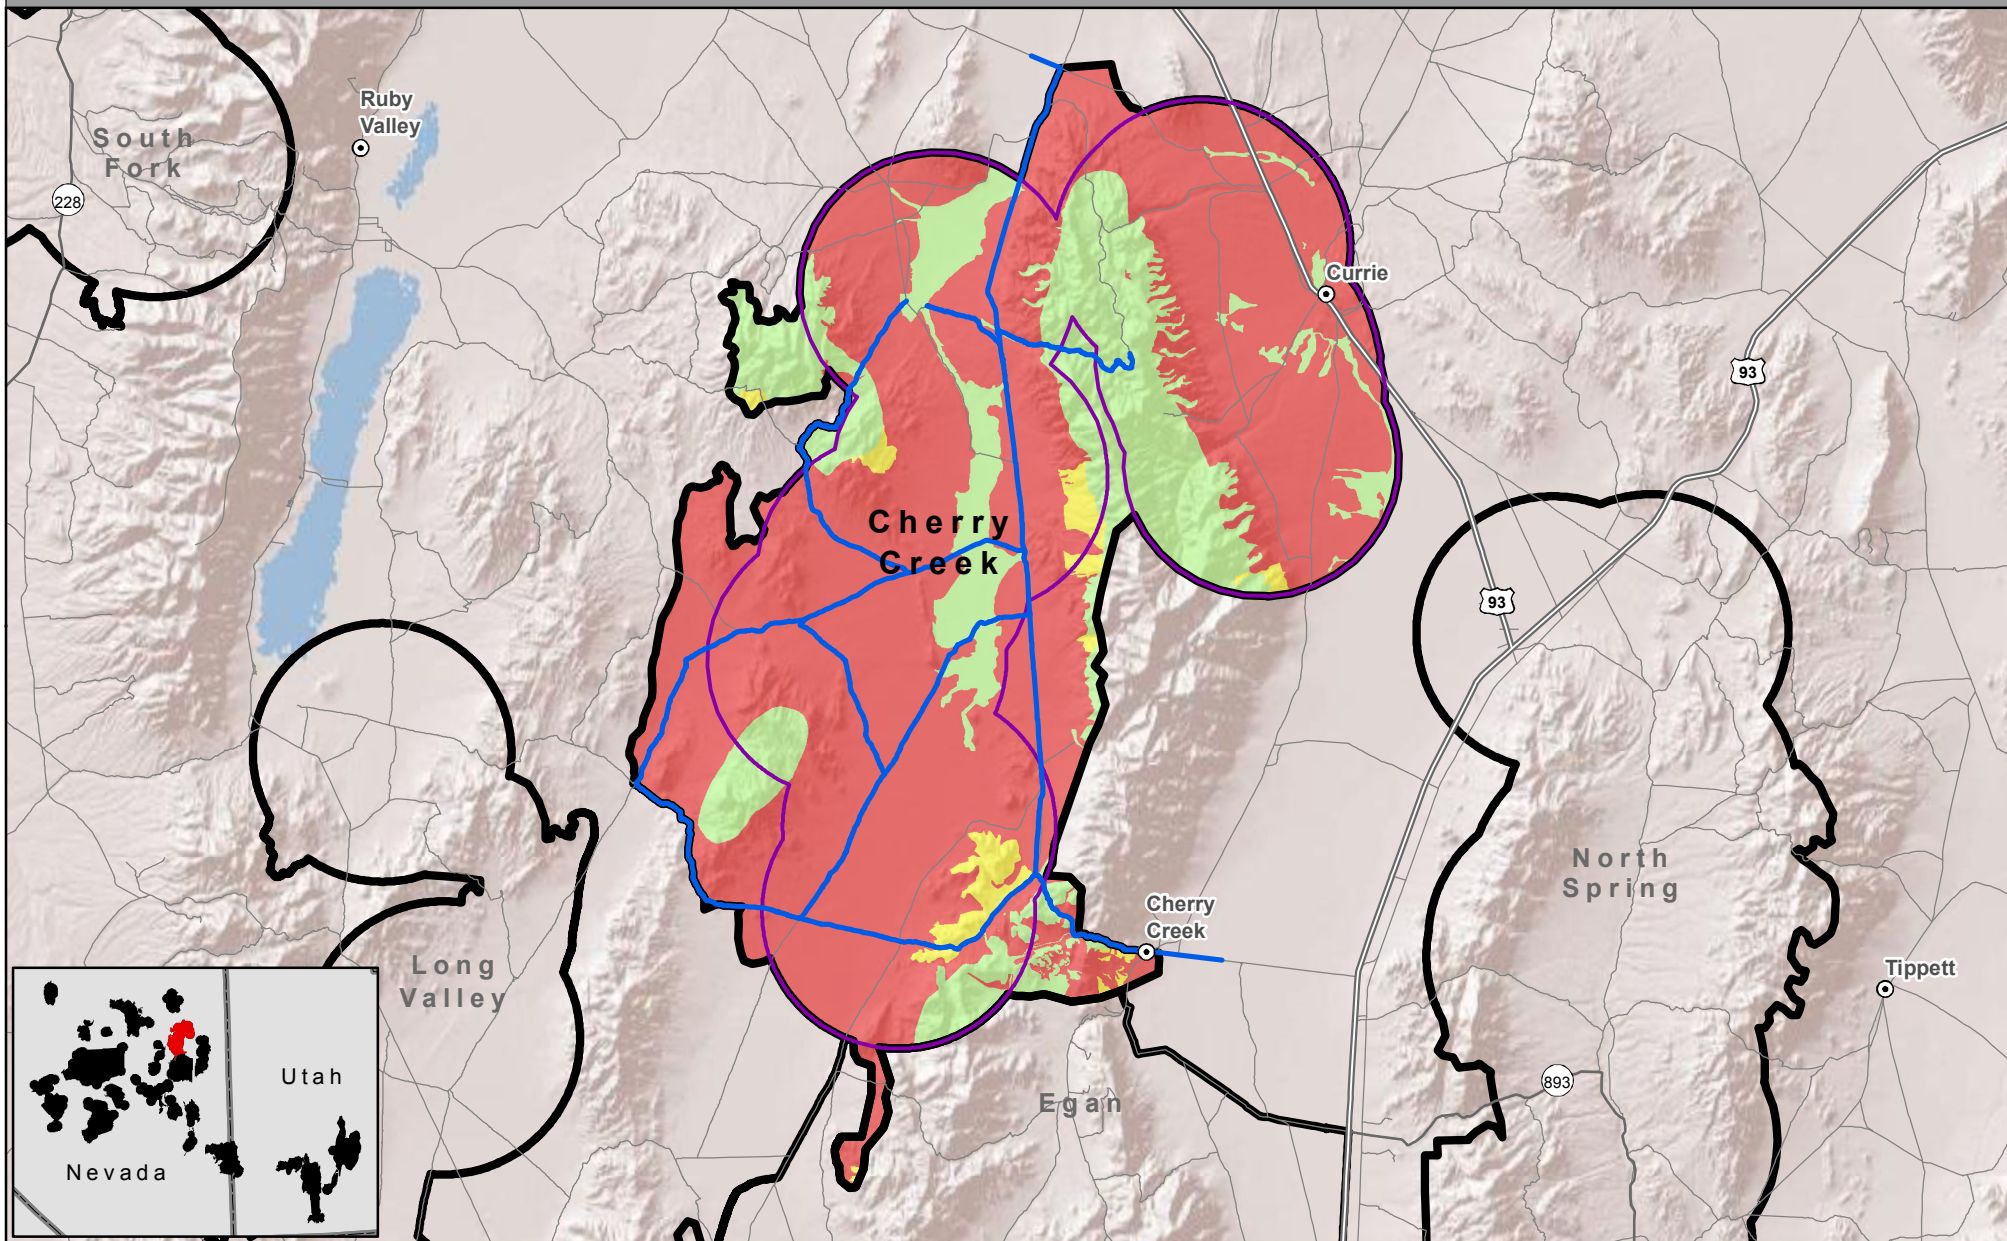 Ruby
Valley
South
Fork
228
Currie
93
Cherry
Creek
93
North
Spring
Cherry
Creek
Long
Valley
Tippett
Utah
893
Egan
Nevada